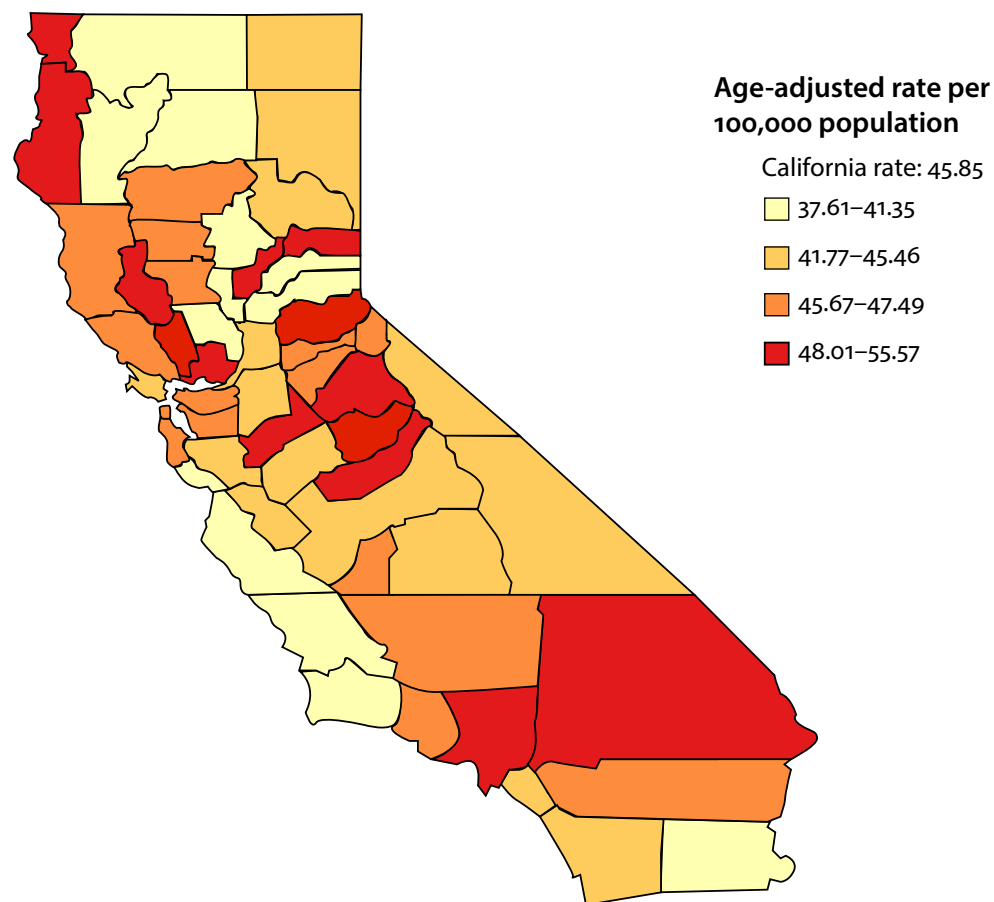 Age-adjusted rate per
100,000 population
California rate: 45.85
37.61–41.35
41.77–45.46
45.67–47.49
48.01–55.57